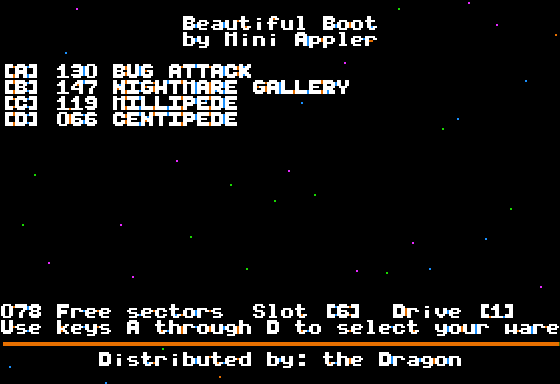 Beautiful Boot
by Mini Appler
[A] 130 BUG ATTACK
[B] 147 NIGHTMARE GALLERY
[C] 119 MILLIPEDE
[D] 066 CENTIPEDE
078 Free sectors Slot [6] Drive [1]
Use keys A through D to select your ware
Distributed by: the Dragon